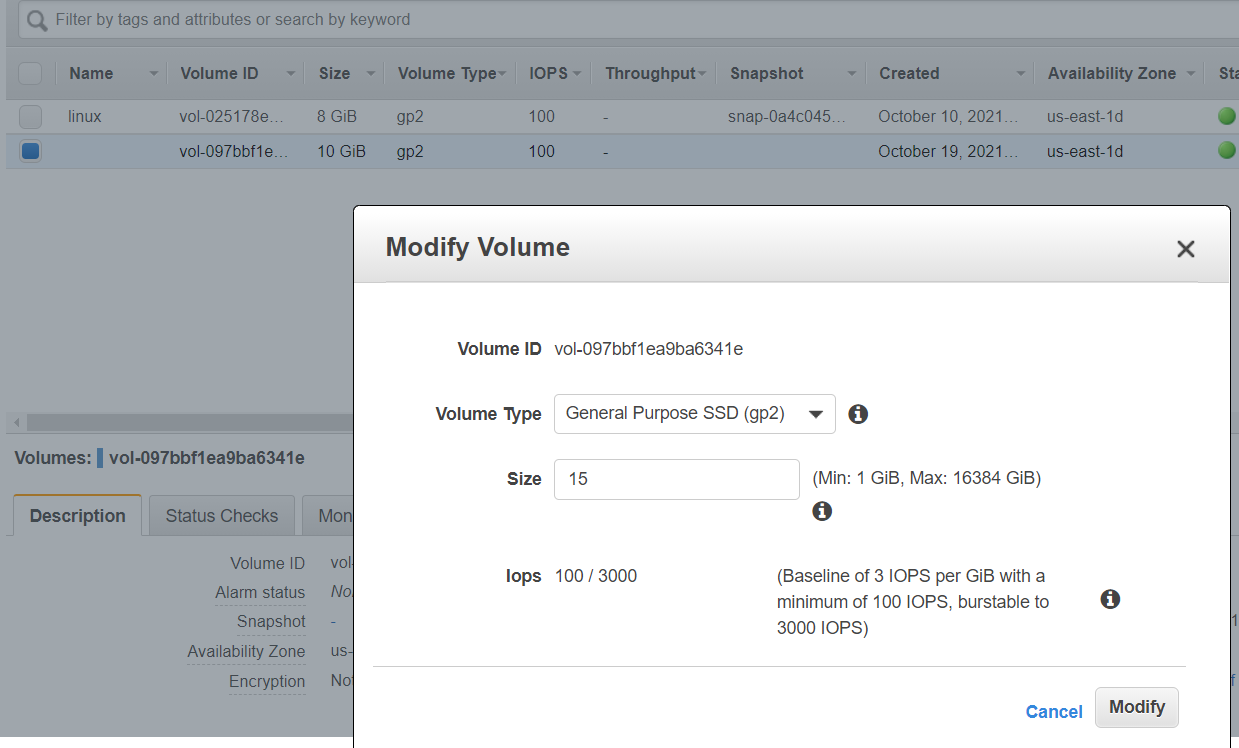 Filter by tags and attributes or search by keyword
Name Volume ID Size Volume Type IOPS Throughput Snapshot Created Availability Zone
linux vol-025178e... 8 GiB gp2 100 - snap-0a4c045... October 10, 2021... us-east-1d
vol-097bbf1e... 10 GiB gp2 100 - October 19, 2021... us-east-1d
Modify Volume
Volume ID vol-097bbf1ea9ba6341e
Volume Type General Purpose SSD (gp2)
Size 15 (Min: 1 GiB, Max: 16384 GiB)
Iops 100 / 3000 (Baseline of 3 IOPS per GiB with a
minimum of 100 IOPS, burstable to
3000 IOPS)
Cancel Modify
Volumes: vol-097bbf1ea9ba6341e
Description Status Checks Mon
Volume ID vol-
Alarm status
Snapshot -
Availability Zone us-
Encryption